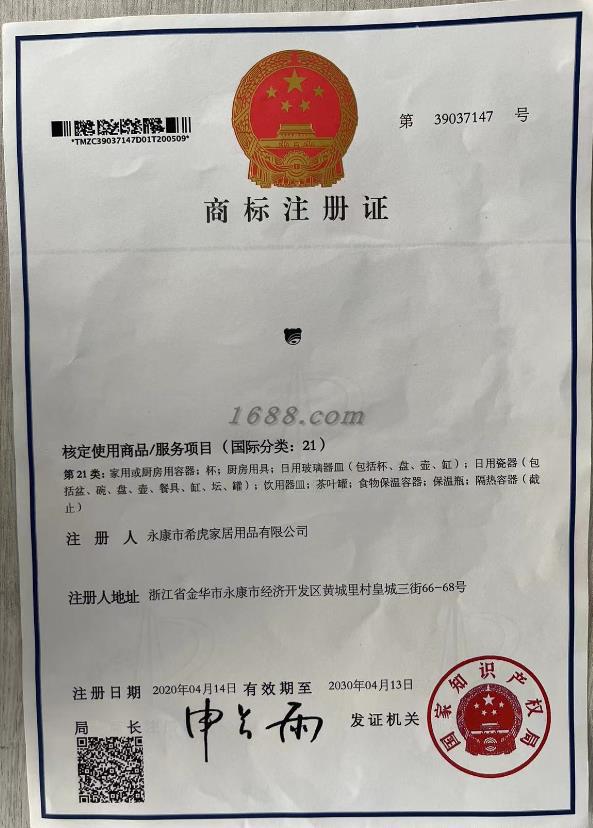 第 39037147 号
*TMZC39037147D01T200509*
商标注册证
1688.com
核定使用商品/服务项目（国际分类：21）
第 21 类：家用或厨房用容器；杯；厨房用具；日用玻璃器皿（包括杯、盘、壶、缸）；日用瓷器（包
括盆、碗、盘、壶、餐具、缸、坛、罐）；饮用器皿；茶叶罐；食物保温容器；保温瓶；隔热容器（截
止）
注 册 人 永康市希虎家居用品有限公司
注册人地址 浙江省金华市永康市经济开发区黄城里村皇城三街66-68号
注册日期 2020年04月14日 有效期至 2030年04月13日
局 长 申长雨 发证机关
国家知识产权局